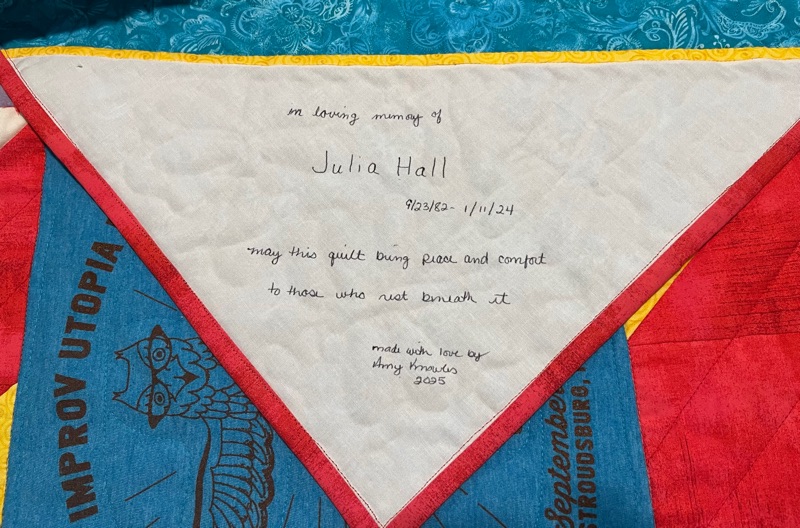 in loving memory of
Julia Hall
9/23/82- 1/11/24
may this quilt bring peace and comfort
to those who rest beneath it
made with love by
Amy Knowles
2025
IMPROV UTOPIA
September
STROUDSBURG,